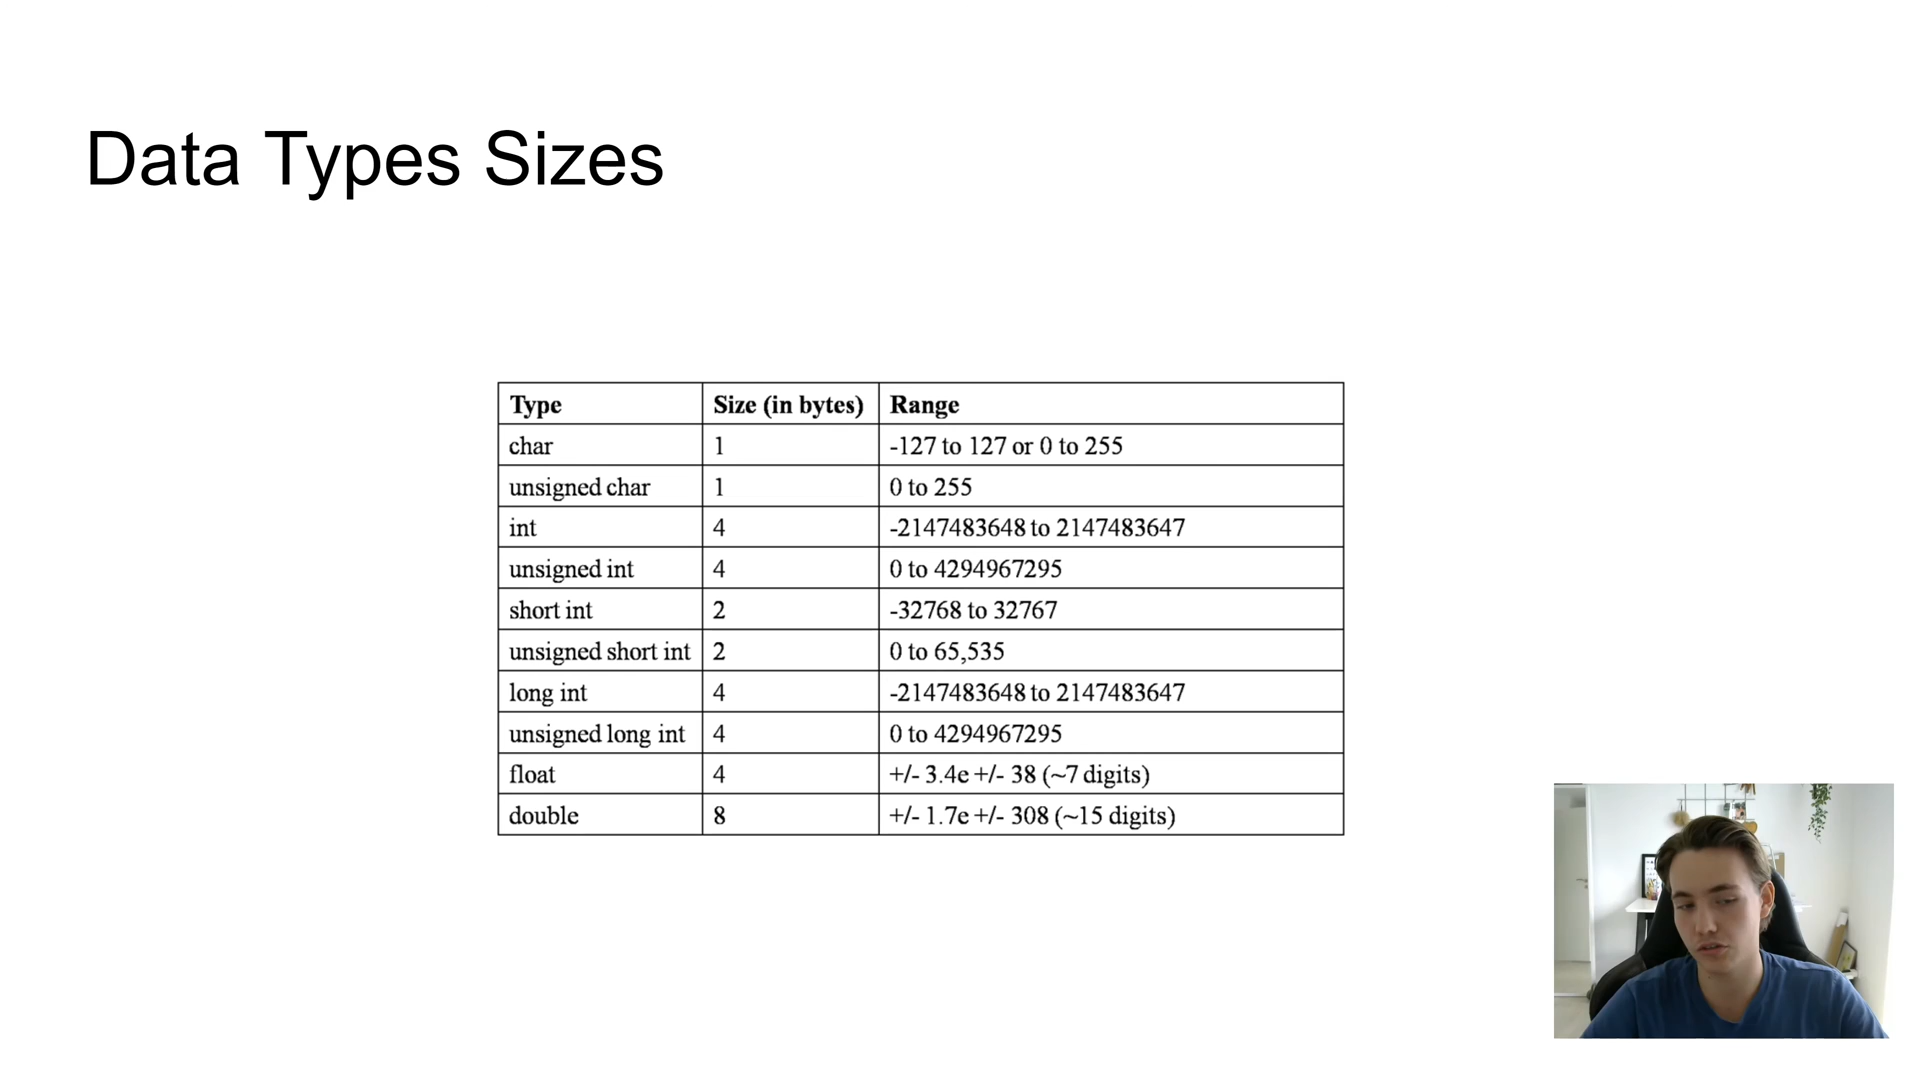 Data Types Sizes
Type Size (in bytes) Range
char 1 -127 to 127 or 0 to 255
unsigned char 1 0 to 255
int 4 -2147483648 to 2147483647
unsigned int 4 0 to 4294967295
short int 2 -32768 to 32767
unsigned short int 2 0 to 65,535
long int 4 -2147483648 to 2147483647
unsigned long int 4 0 to 4294967295
float 4 +/- 3.4e +/- 38 (~7 digits)
double 8 +/- 1.7e +/- 308 (~15 digits)